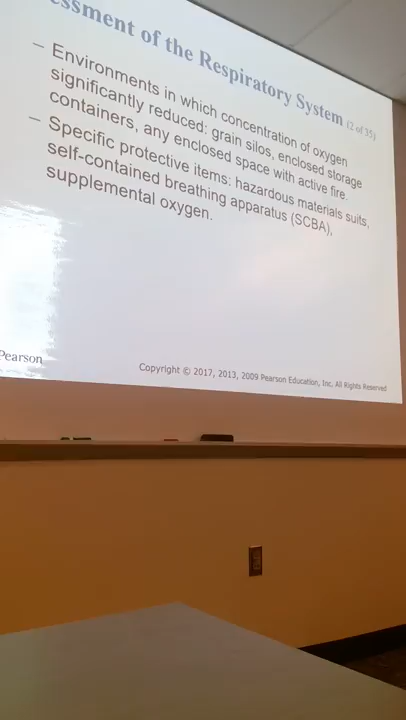 essment of the Respiratory System (2 of 35)
– Environments in which concentration of oxygen
significantly reduced: grain silos, enclosed storage
containers, any enclosed space with active fire.
– Specific protective items: hazardous materials suits,
self-contained breathing apparatus (SCBA),
supplemental oxygen.
Pearson
Copyright © 2017, 2013, 2009 Pearson Education, Inc. All Rights Reserved